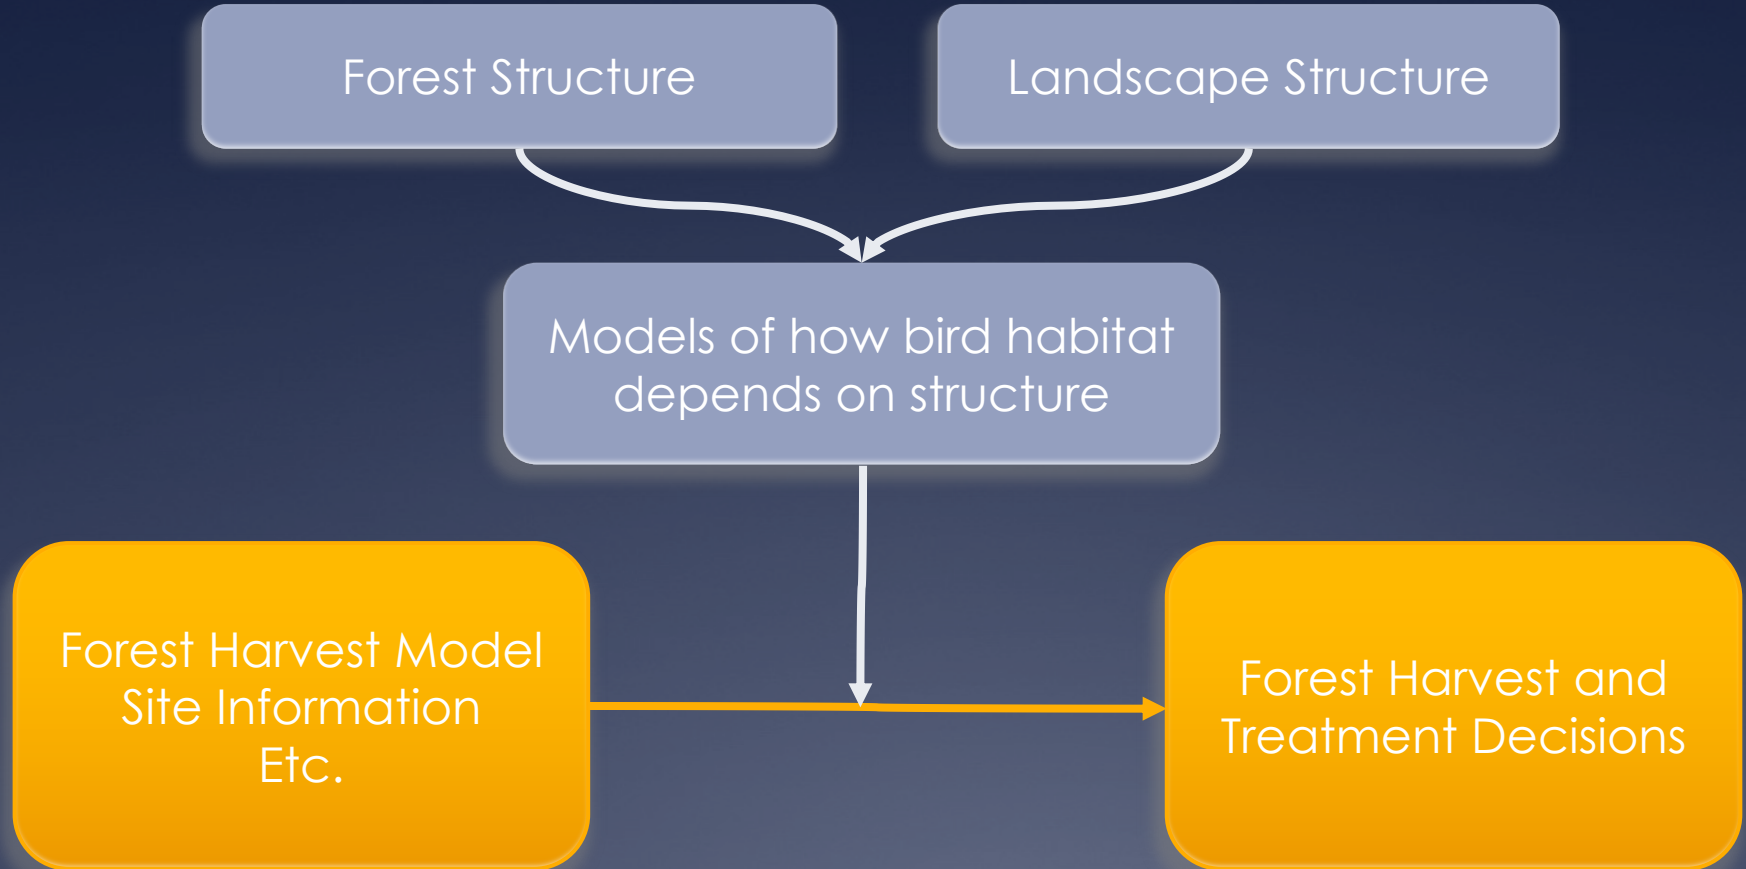 Forest Structure
Landscape Structure
Models of how bird habitat
depends on structure
Forest Harvest Model
Site Information
Etc.
Forest Harvest and
Treatment Decisions